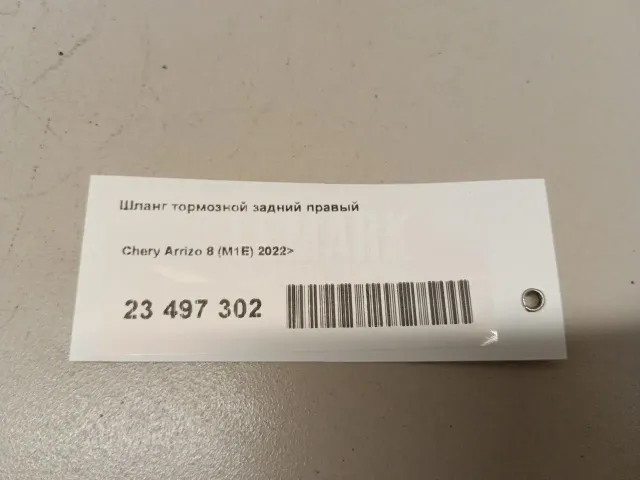 Шланг тормозной задний правый
Chery Arrizo 8 (M1E) 2022>
23 497 302